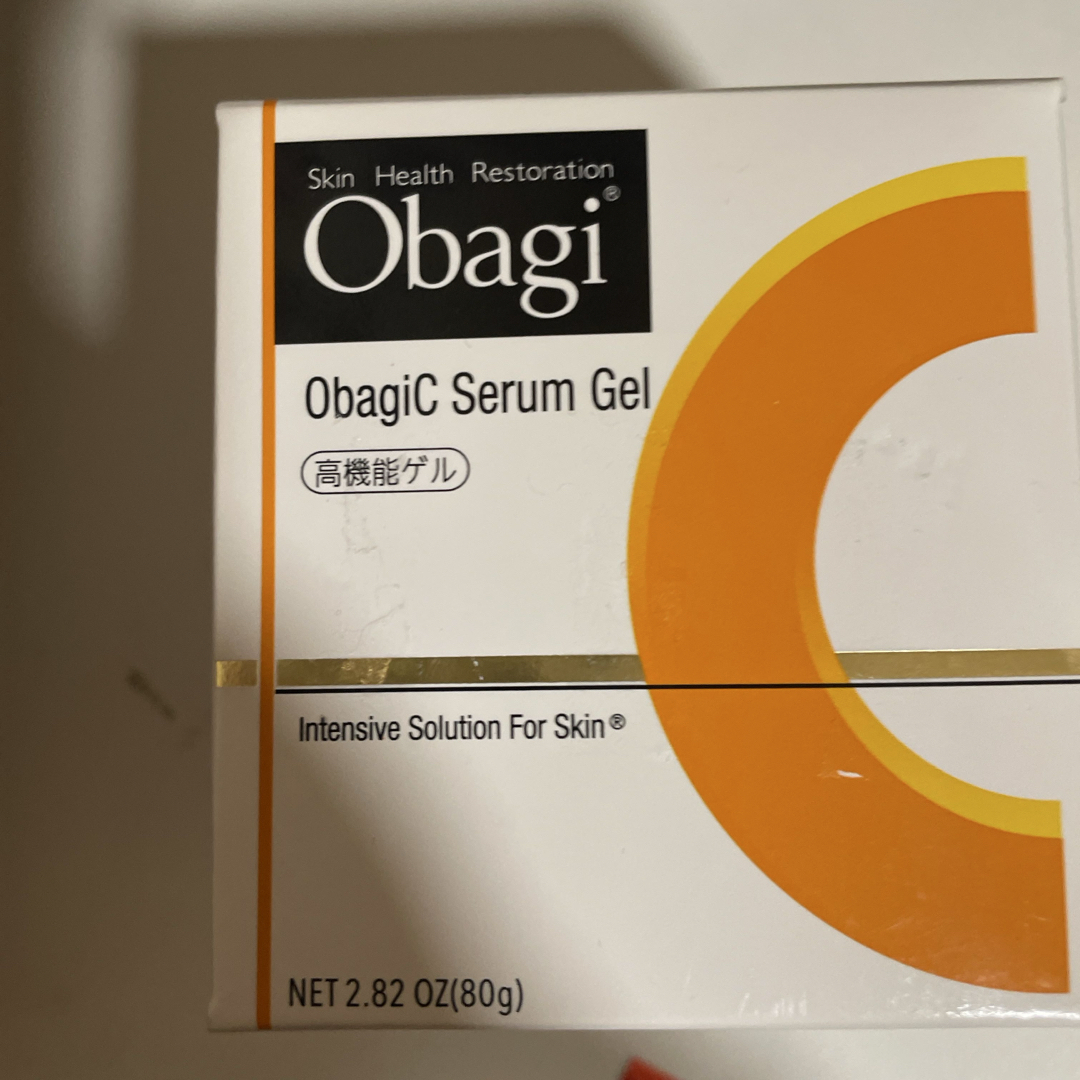 Skin Health Restoration
Obagi®
ObagiC Serum Gel
高機能ゲル
Intensive Solution For Skin®
NET 2.82 OZ(80g)